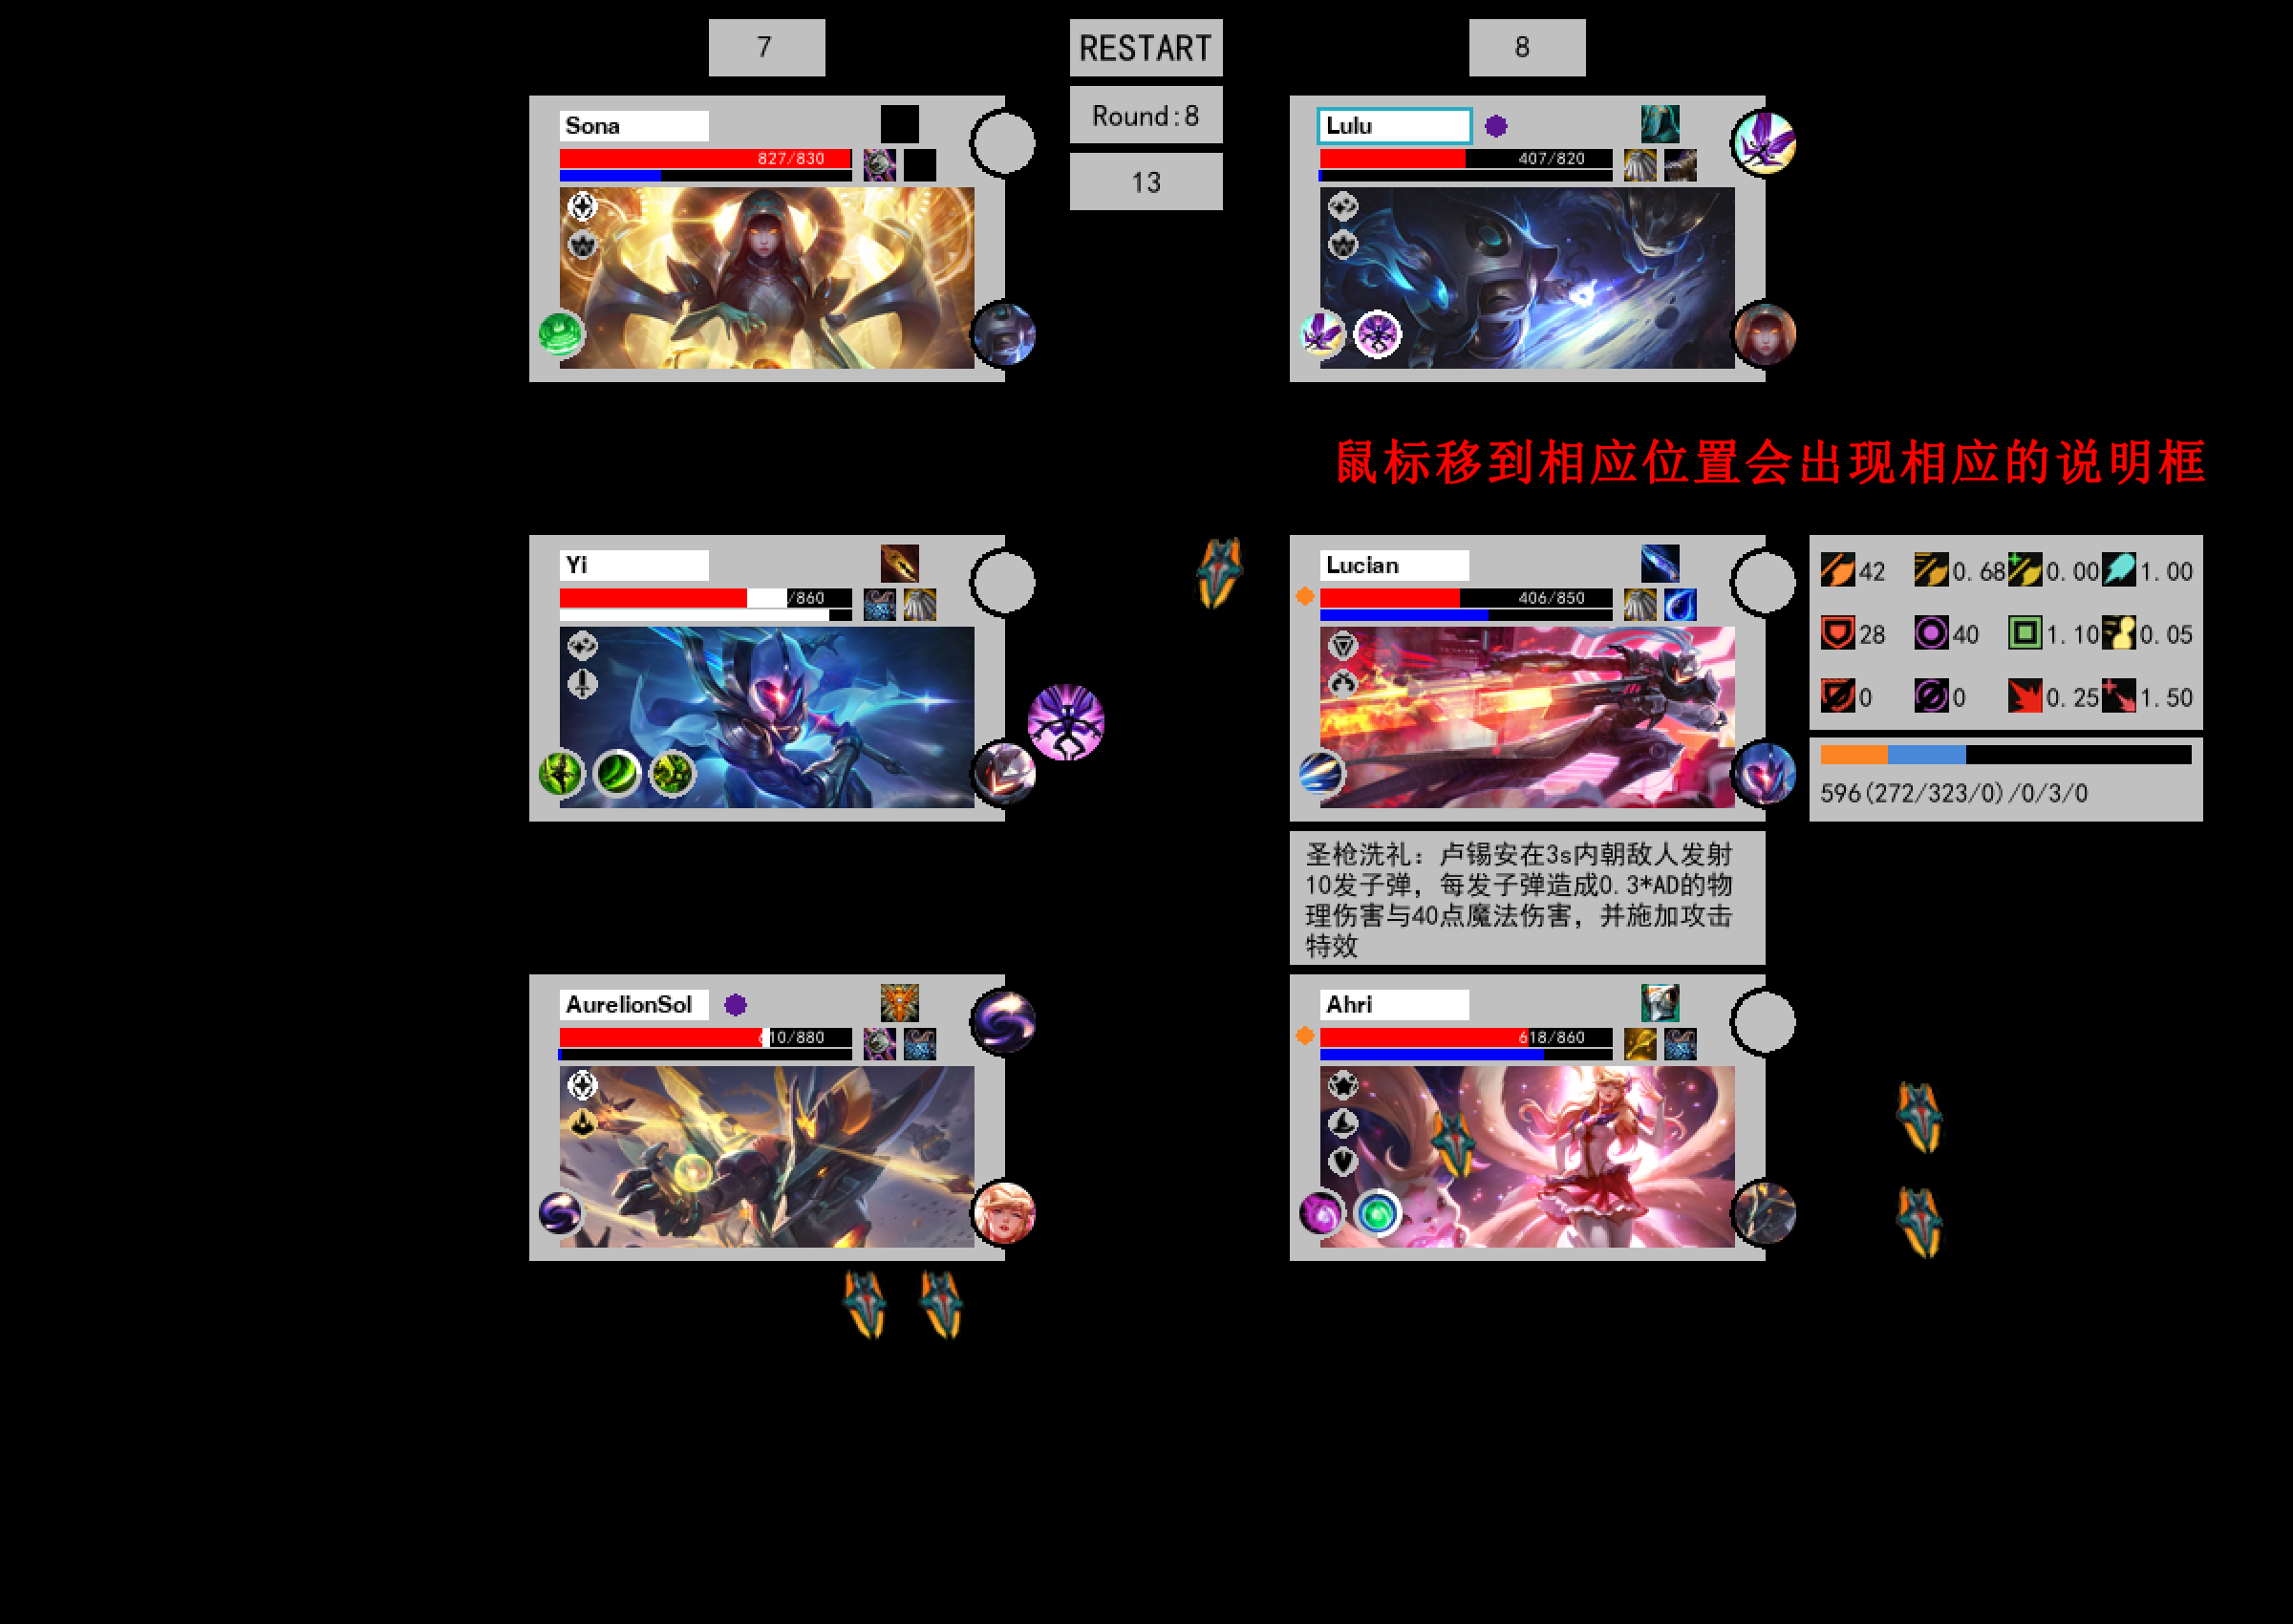 7
RESTART
8
Round:8
13
Sona
827/830
Lulu
407/820
鼠标移到相应位置会出现相应的说明框
Yi
/860
Lucian
406/850
42 0.68 0.00 1.00
28 40 1.10 0.05
0 0 0.25 1.50
596(272/323/0)/0/3/0
圣枪洗礼：卢锡安在3s内朝敌人发射
10发子弹，每发子弹造成0.3*AD的物
理伤害与40点魔法伤害，并施加攻击
特效
AurelionSol
610/880
Ahri
618/860